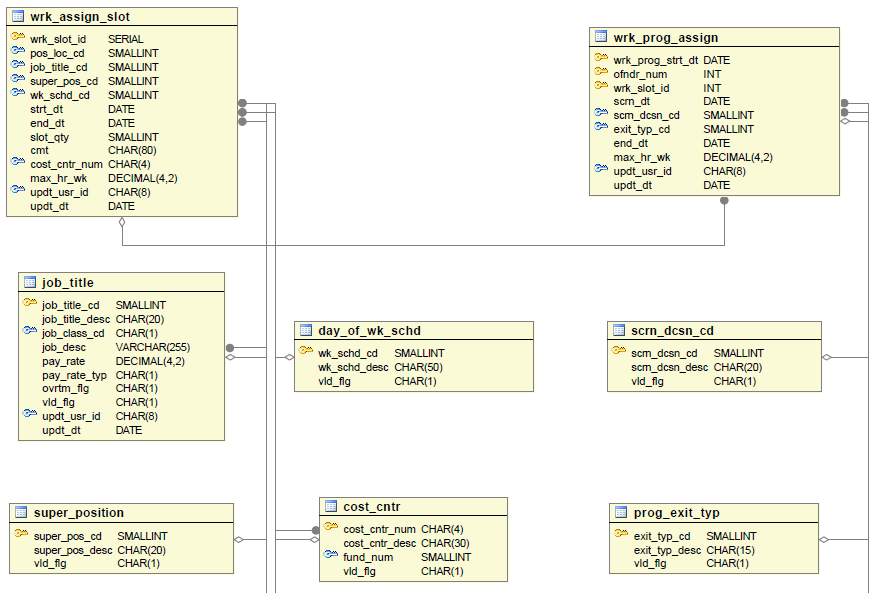 wrk_assign_slot
wrk_slot_id SERIAL
pos_loc_cd SMALLINT
job_title_cd SMALLINT
super_pos_cd SMALLINT
wk_schd_cd SMALLINT
strt_dt DATE
end_dt DATE
slot_qty SMALLINT
cmt CHAR(80)
cost_cntr_num CHAR(4)
max_hr_wk DECIMAL(4,2)
updt_usr_id CHAR(8)
updt_dt DATE
wrk_prog_assign
wrk_prog_strt_dt DATE
ofndr_num INT
wrk_slot_id INT
scrn_dt DATE
scrn_dcsn_cd SMALLINT
exit_typ_cd SMALLINT
end_dt DATE
max_hr_wk DECIMAL(4,2)
updt_usr_id CHAR(8)
updt_dt DATE
job_title
job_title_cd SMALLINT
job_title_desc CHAR(20)
job_class_cd CHAR(1)
job_desc VARCHAR(255)
pay_rate DECIMAL(4,2)
pay_rate_typ CHAR(1)
ovrtm_flg CHAR(1)
vld_flg CHAR(1)
updt_usr_id CHAR(8)
updt_dt DATE
day_of_wk_schd
wk_schd_cd SMALLINT
wk_schd_desc CHAR(50)
vld_flg CHAR(1)
scrn_dcsn_cd
scrn_dcsn_cd SMALLINT
scrn_dcsn_desc CHAR(20)
vld_flg CHAR(1)
super_position
super_pos_cd SMALLINT
super_pos_desc CHAR(20)
vld_flg CHAR(1)
cost_cntr
cost_cntr_num CHAR(4)
cost_cntr_desc CHAR(30)
fund_num SMALLINT
vld_flg CHAR(1)
prog_exit_typ
exit_typ_cd SMALLINT
exit_typ_desc CHAR(15)
vld_flg CHAR(1)